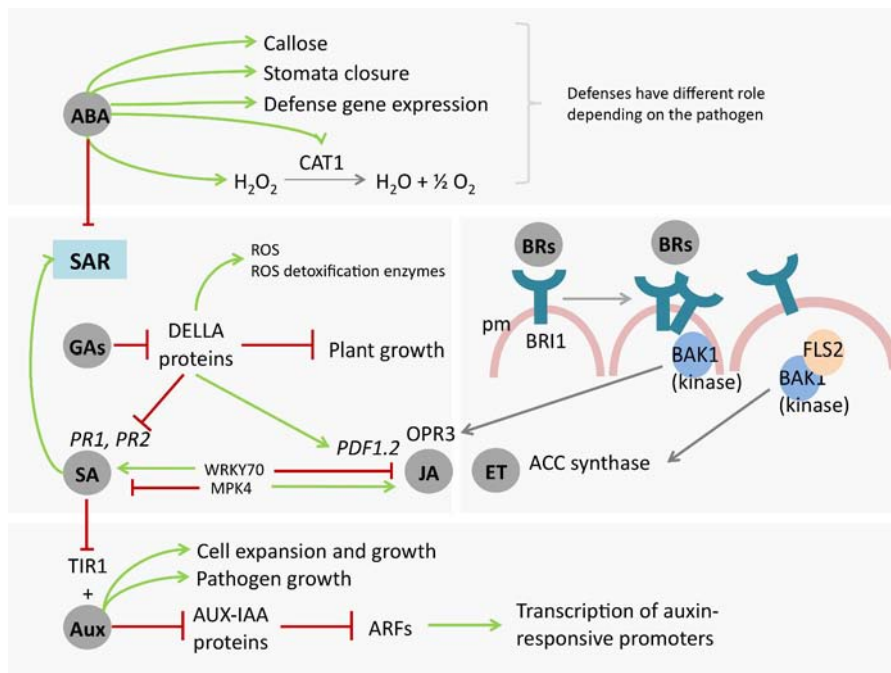 Callose
Stomata closure
Defense gene expression
Defenses have different role
depending on the pathogen
ABA
CAT1
H₂O₂
H₂O + ½ O₂
SAR
ROS
ROS detoxification enzymes
GAs
DELLA
proteins
Plant growth
PR1, PR2
PDF1.2
OPR3
SA
WRKY70
MPK4
JA
BRs
BRs
pm
BRI1
BAK1
(kinase)
FLS2
BAK1
(kinase)
ET
ACC synthase
TIR1
+
Aux
Cell expansion and growth
Pathogen growth
AUX-IAA
proteins
ARFs
Transcription of auxin-
responsive promoters